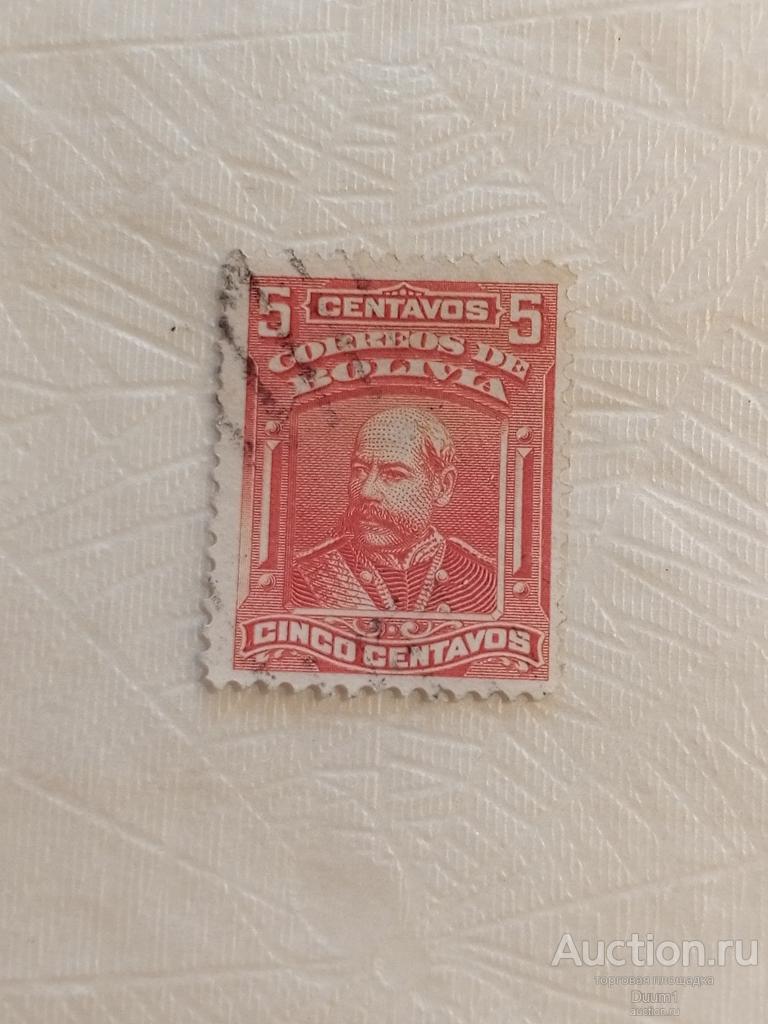 5 CENTAVOS 5
CORREOS DE
BOLIVIA
CINCO CENTAVOS
Auction.ru
торговая площадка
Duum1
auction.ru